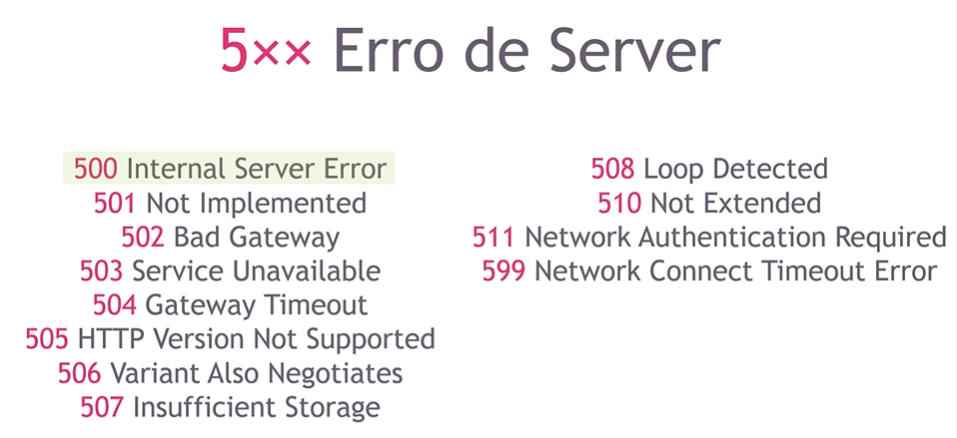 5×× Erro de Server
500 Internal Server Error
501 Not Implemented
502 Bad Gateway
503 Service Unavailable
504 Gateway Timeout
505 HTTP Version Not Supported
506 Variant Also Negotiates
507 Insufficient Storage
508 Loop Detected
510 Not Extended
511 Network Authentication Required
599 Network Connect Timeout Error